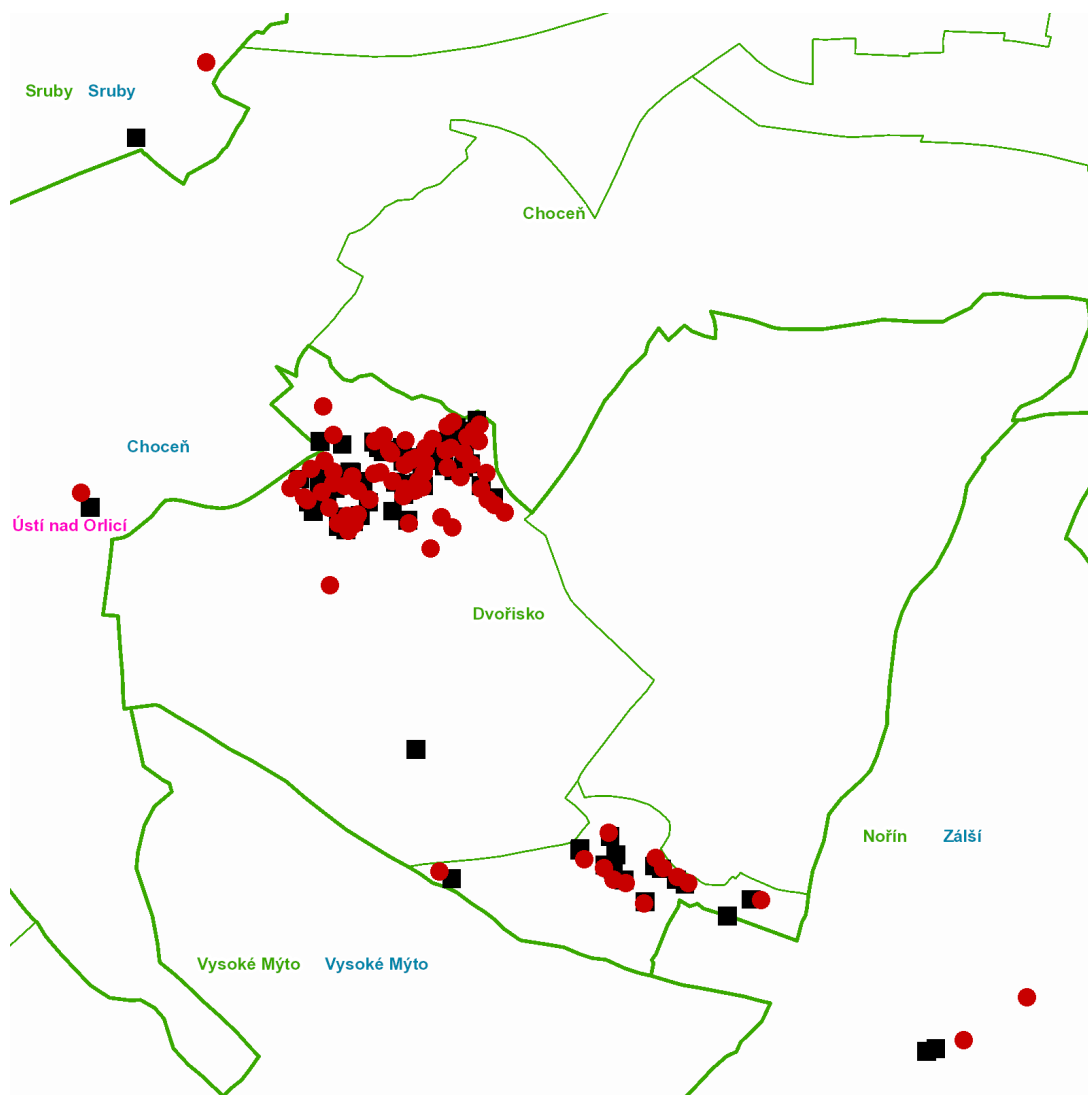 Sruby Sruby
Choceň
Choceň
Ústí nad Orlicí
Dvořisko
Nořín Zálší
Vysoké Mýto Vysoké Mýto